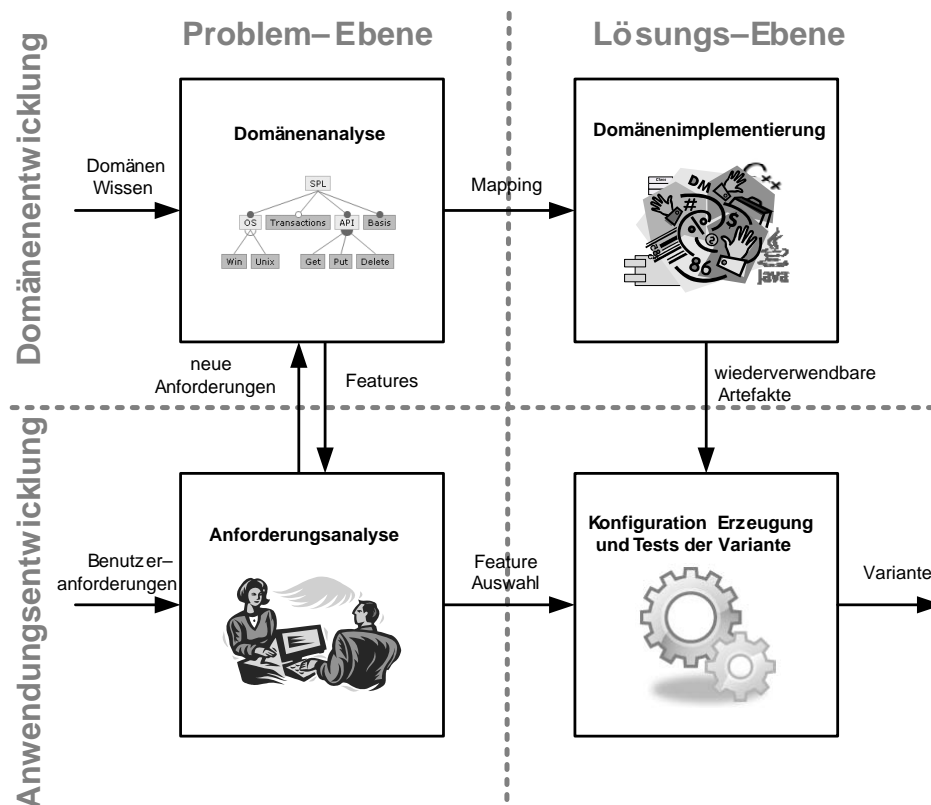 Problem–Ebene
Lösungs–Ebene
Domänenentwicklung
Domänenanalyse
Domänen
Wissen
SPL
OS
Transactions
API
Basis
Win
Unix
Get
Put
Delete
Mapping
Domänenimplementierung
C++
Class
DM
#
$
%
@
86
java
neue
Anforderungen
Features
wiederverwendbare
Artefakte
Anwendungsentwicklung
Anforderungsanalyse
Benutzer–
anforderungen
Feature
Auswahl
Konfiguration Erzeugung
und Tests der Variante
Variante